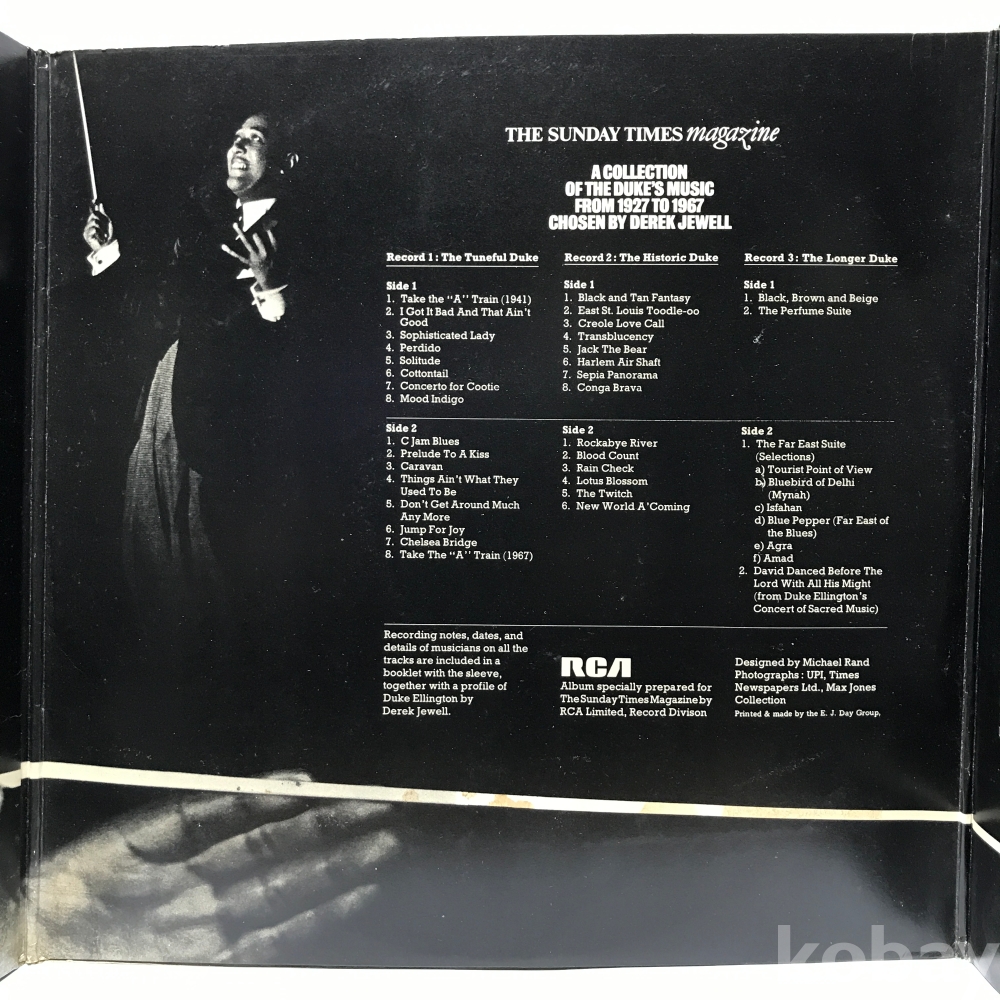 THE SUNDAY TIMES magazine
A COLLECTION
OF THE DUKE'S MUSIC
FROM 1927 TO 1967
CHOSEN BY DEREK JEWELL
Record 1: The Tuneful Duke
Side 1
1. Take the "A" Train (1941)
2. I Got It Bad And That Ain't
Good
3. Sophisticated Lady
4. Perdido
5. Solitude
6. Cottontail
7. Concerto for Cootie
8. Mood Indigo
Side 2
1. C Jam Blues
2. Prelude To A Kiss
3. Caravan
4. Things Ain't What They
Used To Be
5. Don't Get Around Much
Any More
6. Jump For Joy
7. Chelsea Bridge
8. Take The "A" Train (1967)
Record 2: The Historic Duke
Side 1
1. Black and Tan Fantasy
2. East St. Louis Toodle-oo
3. Creole Love Call
4. Transblucency
5. Jack The Bear
6. Harlem Air Shaft
7. Sepia Panorama
8. Conga Brava
Side 2
1. Rockabye River
2. Blood Count
3. Rain Check
4. Lotus Blossom
5. The Twitch
6. New World A'Coming
Record 3: The Longer Duke
Side 1
1. Black, Brown and Beige
2. The Perfume Suite
Side 2
1. The Far East Suite
(Selections)
a) Tourist Point of View
b) Bluebird of Delhi
(Mynah)
c) Isfahan
d) Blue Pepper (Far East of
the Blues)
e) Agra
f) Amad
2. David Danced Before The
Lord With All His Might
(from Duke Ellington's
Concert of Sacred Music)
Recording notes, dates, and
details of musicians on all the
tracks are included in a
booklet with the sleeve,
together with a profile of
Duke Ellington by
Derek Jewell.
RCA
Album specially prepared for
The Sunday Times Magazine by
RCA Limited, Record Divison
Designed by Michael Rand
Photographs: UPI, Times
Newspapers Ltd., Max Jones
Collection
Printed & made by the E. J. Day Group,